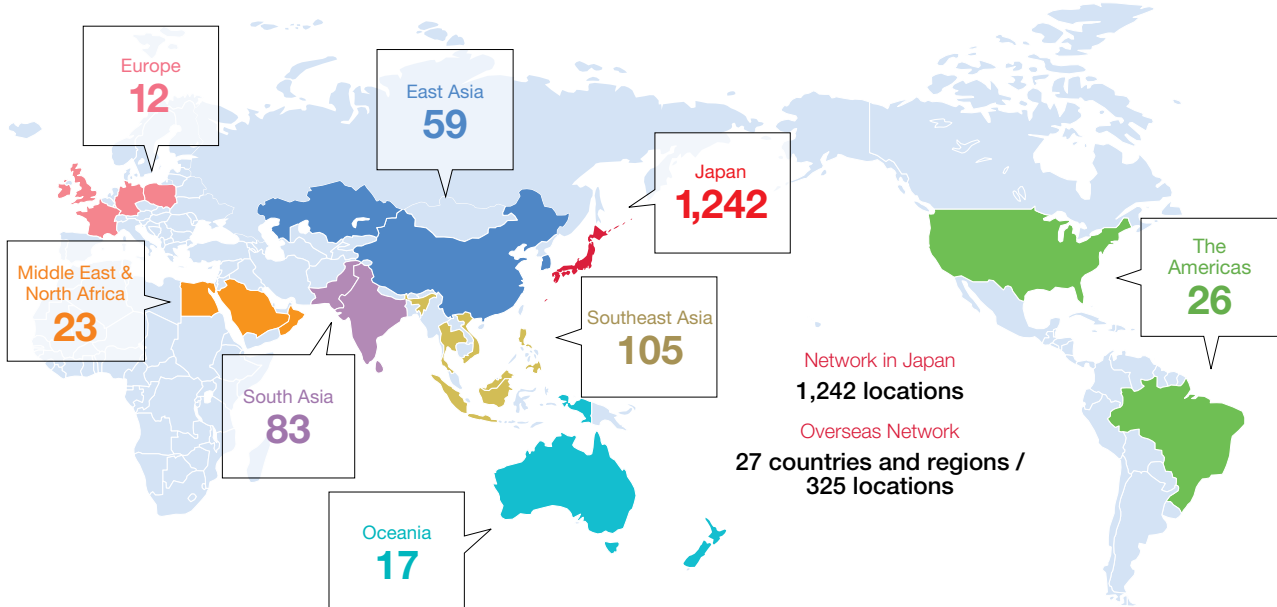 Europe
12
East Asia
59
Japan
1,242
Middle East &
North Africa
23
South Asia
83
Southeast Asia
105
Oceania
17
The
Americas
26
Network in Japan
1,242 locations
Overseas Network
27 countries and regions /
325 locations